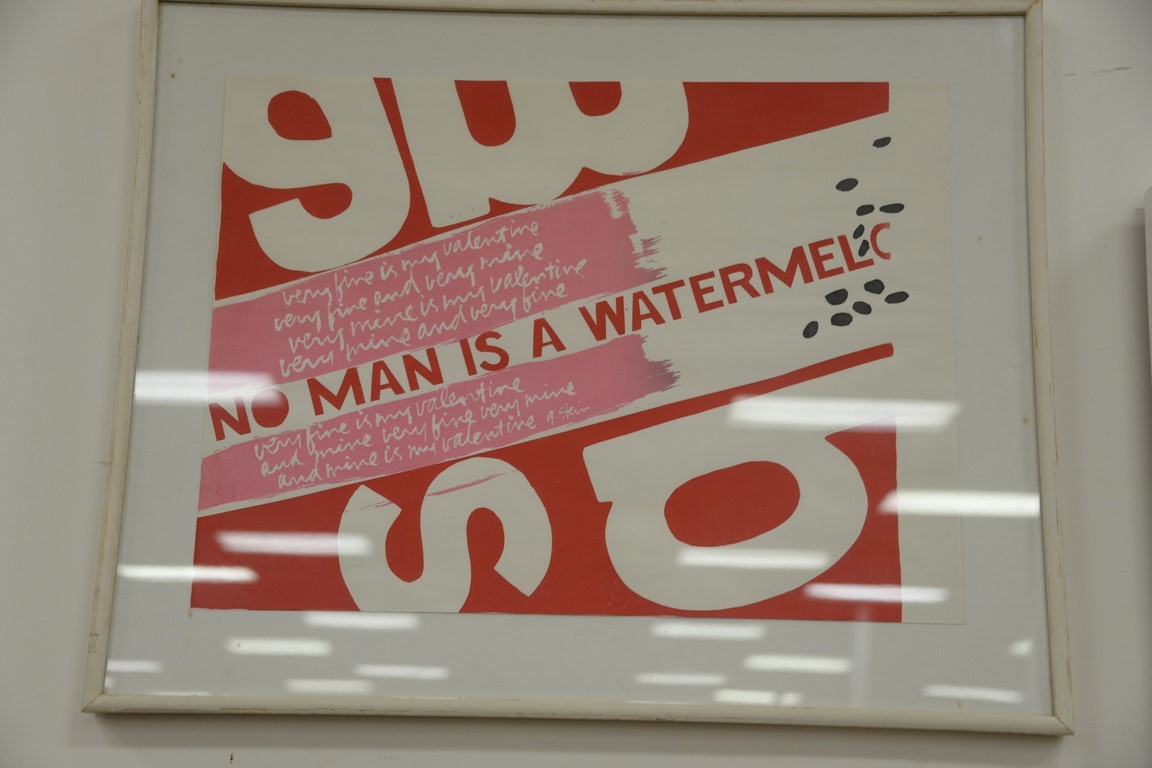 very fine is my valentine
very fine and very mine
very mine is my valentine
very mine and very fine
NO MAN IS A WATERMELO
very fine is my valentine
and mine very fine very mine
and mine is my valentine g. Stein